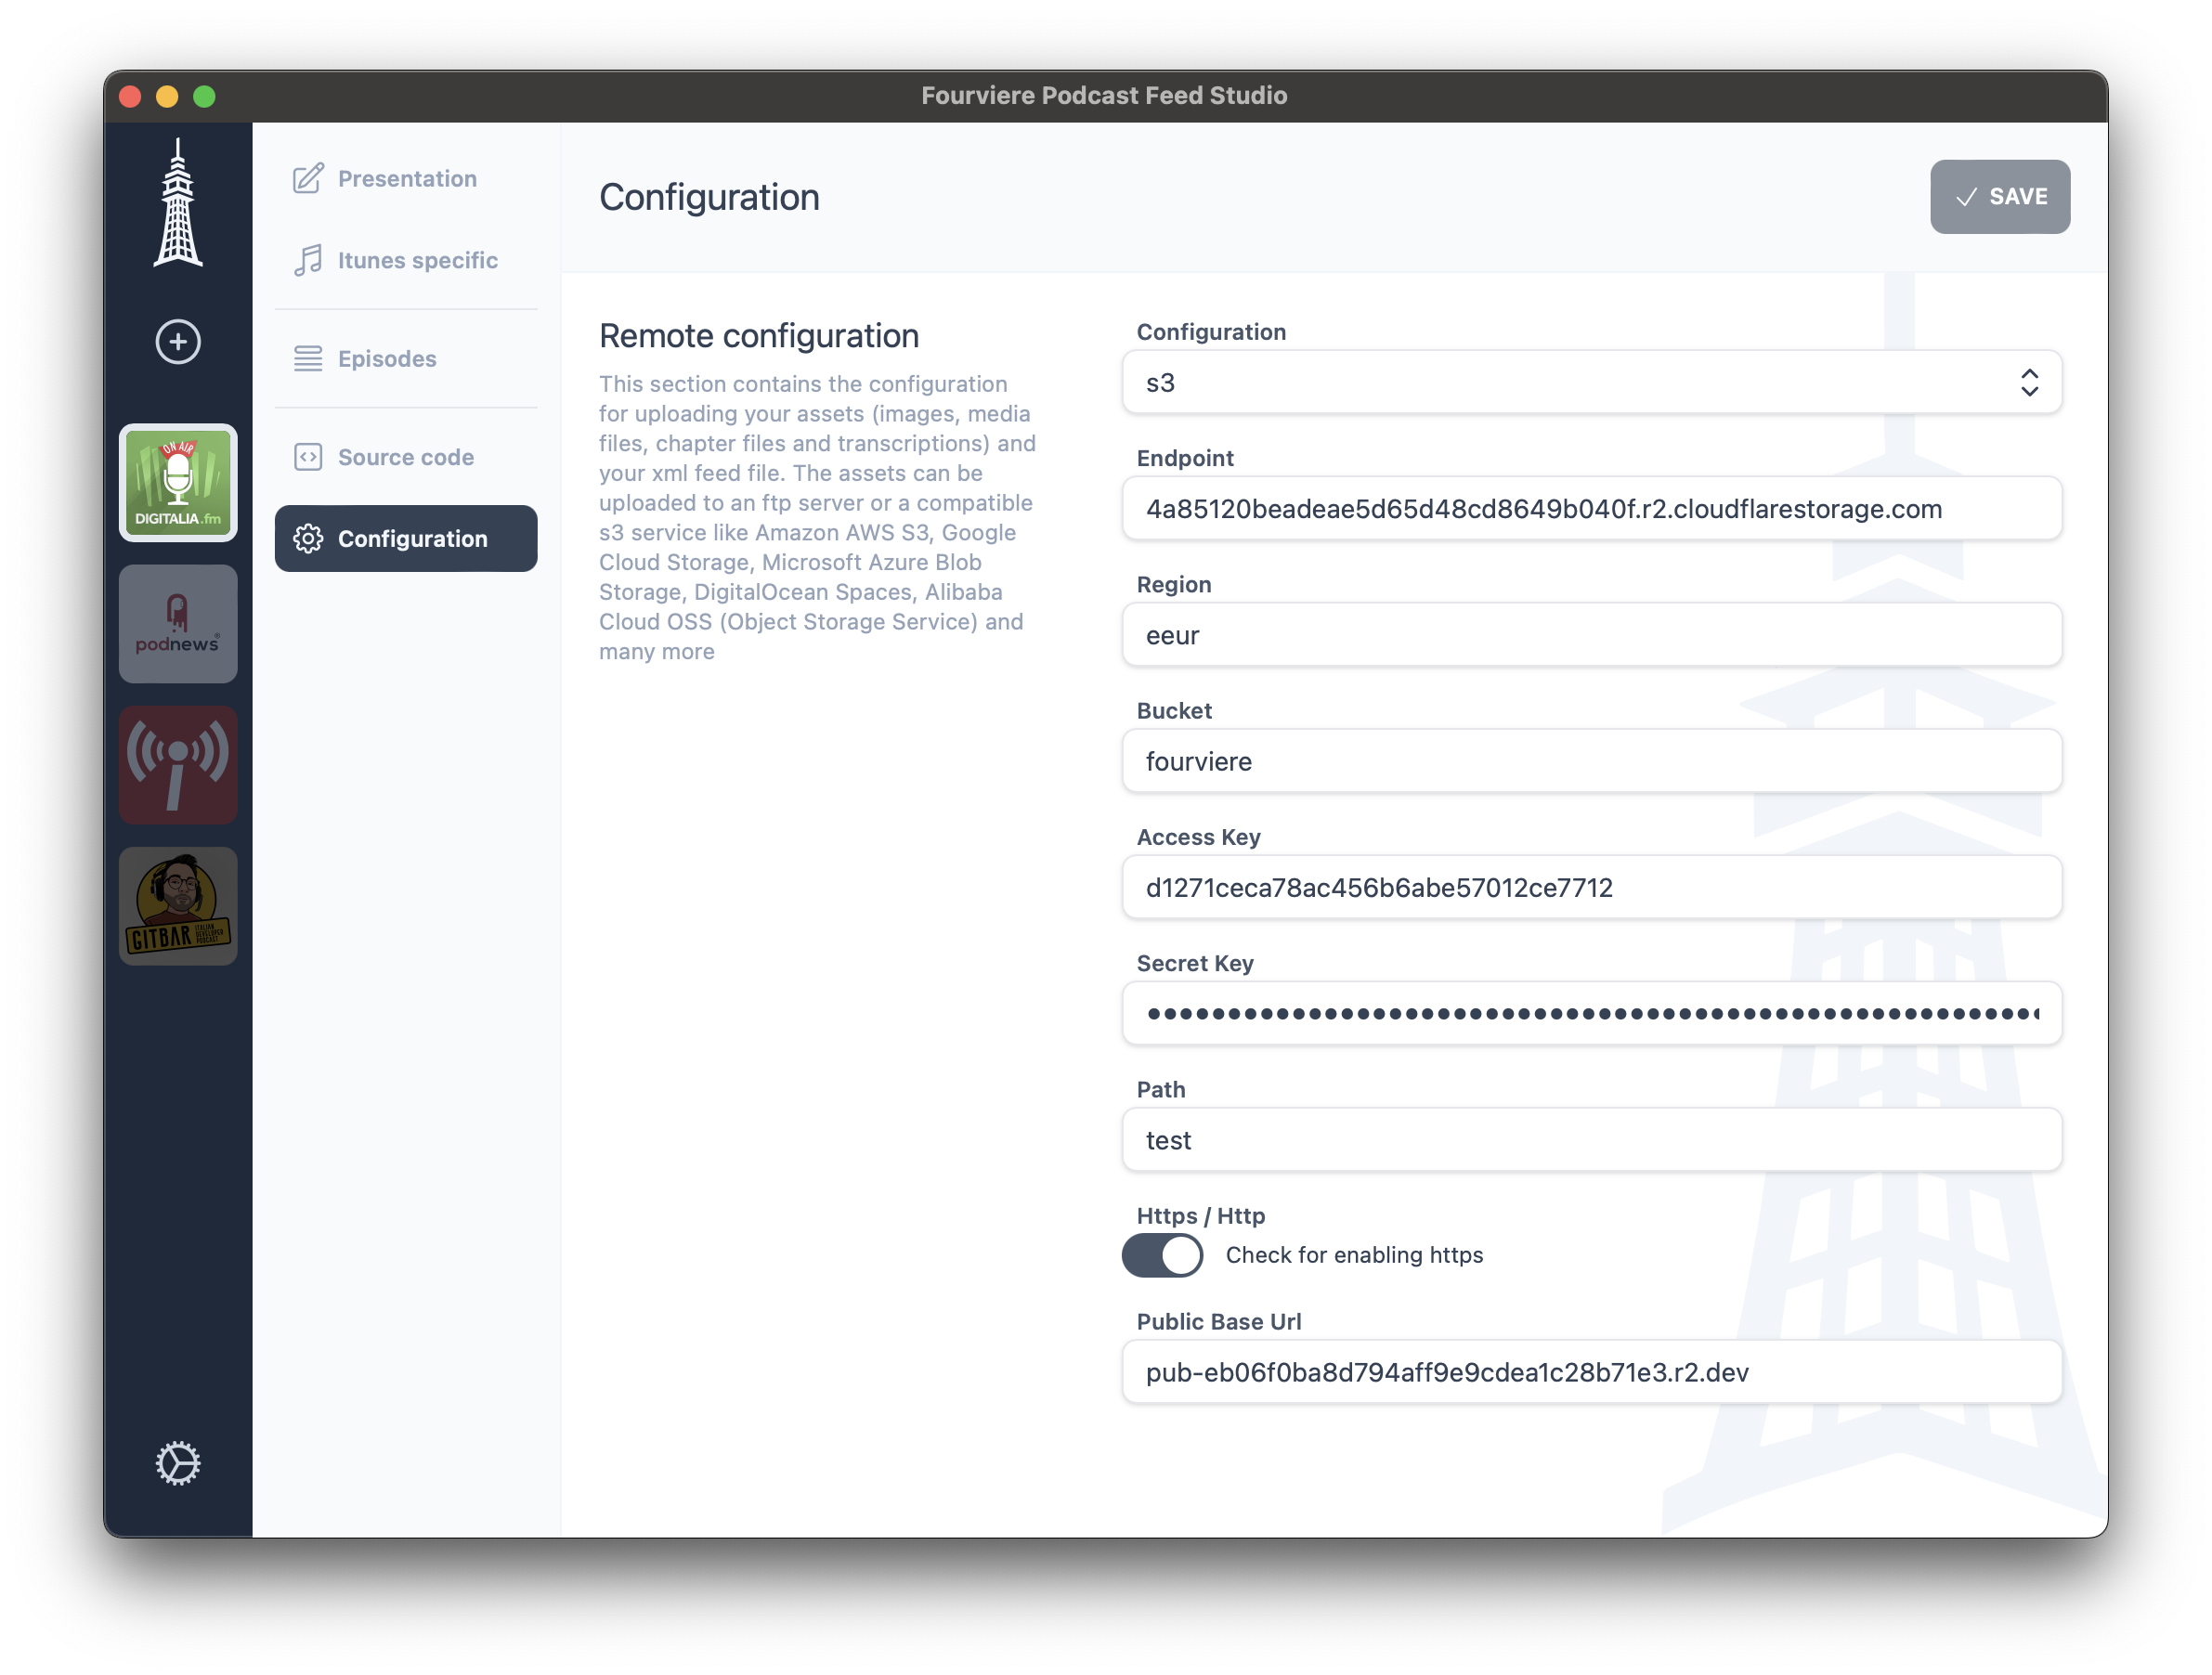 Fourviere Podcast Feed Studio
Presentation
Itunes specific
Episodes
Source code
Configuration
ON AIR
DIGITALIA.fm
podnews®
GITBAR
ITALIAN
DEVELOPER
PODCAST
Configuration
SAVE
Remote configuration
This section contains the configuration
for uploading your assets (images, media
files, chapter files and transcriptions) and
your xml feed file. The assets can be
uploaded to an ftp server or a compatible
s3 service like Amazon AWS S3, Google
Cloud Storage, Microsoft Azure Blob
Storage, DigitalOcean Spaces, Alibaba
Cloud OSS (Object Storage Service) and
many more
Configuration
s3
Endpoint
4a85120beadeae5d65d48cd8649b040f.r2.cloudflarestorage.com
Region
eeur
Bucket
fourviere
Access Key
d1271ceca78ac456b6abe57012ce7712
Secret Key
Path
test
Https / Http
Check for enabling https
Public Base Url
pub-eb06f0ba8d794aff9e9cdea1c28b71e3.r2.dev